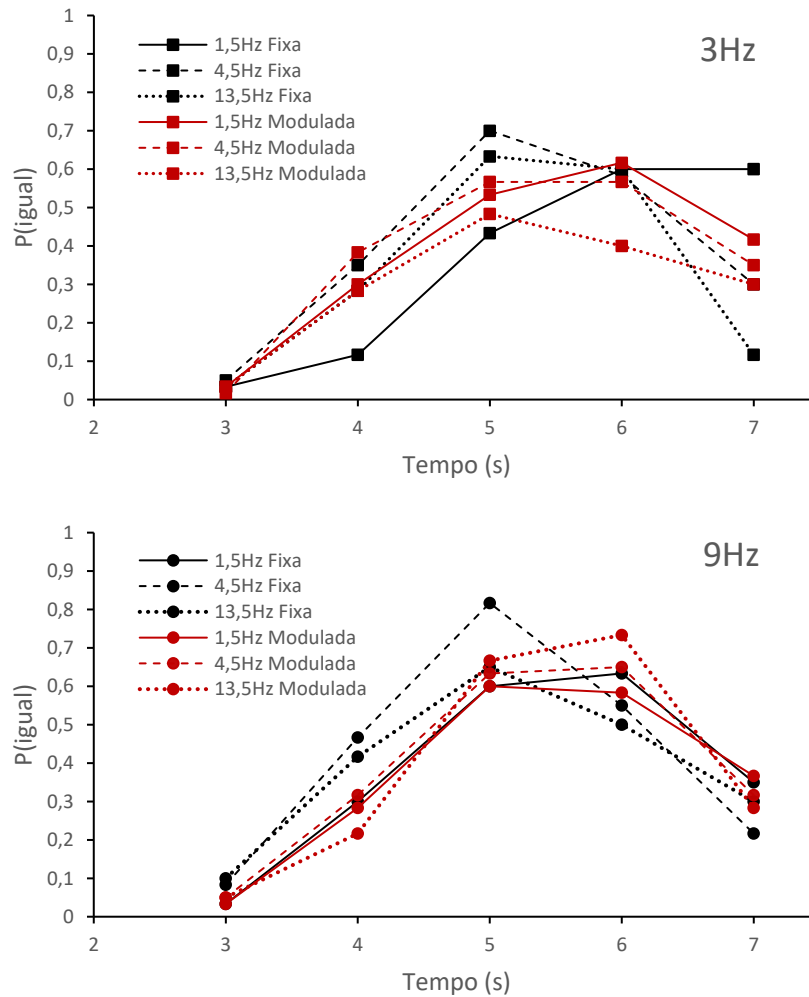 3Hz
1,5Hz Fixa
4,5Hz Fixa
13,5Hz Fixa
1,5Hz Modulada
4,5Hz Modulada
13,5Hz Modulada
P(igual)
1
0,9
0,8
0,7
0,6
0,5
0,4
0,3
0,2
0,1
0
2 3 4 5 6 7
Tempo (s)
9Hz
1,5Hz Fixa
4,5Hz Fixa
13,5Hz Fixa
1,5Hz Modulada
4,5Hz Modulada
13,5Hz Modulada
P(igual)
1
0,9
0,8
0,7
0,6
0,5
0,4
0,3
0,2
0,1
0
2 3 4 5 6 7
Tempo (s)